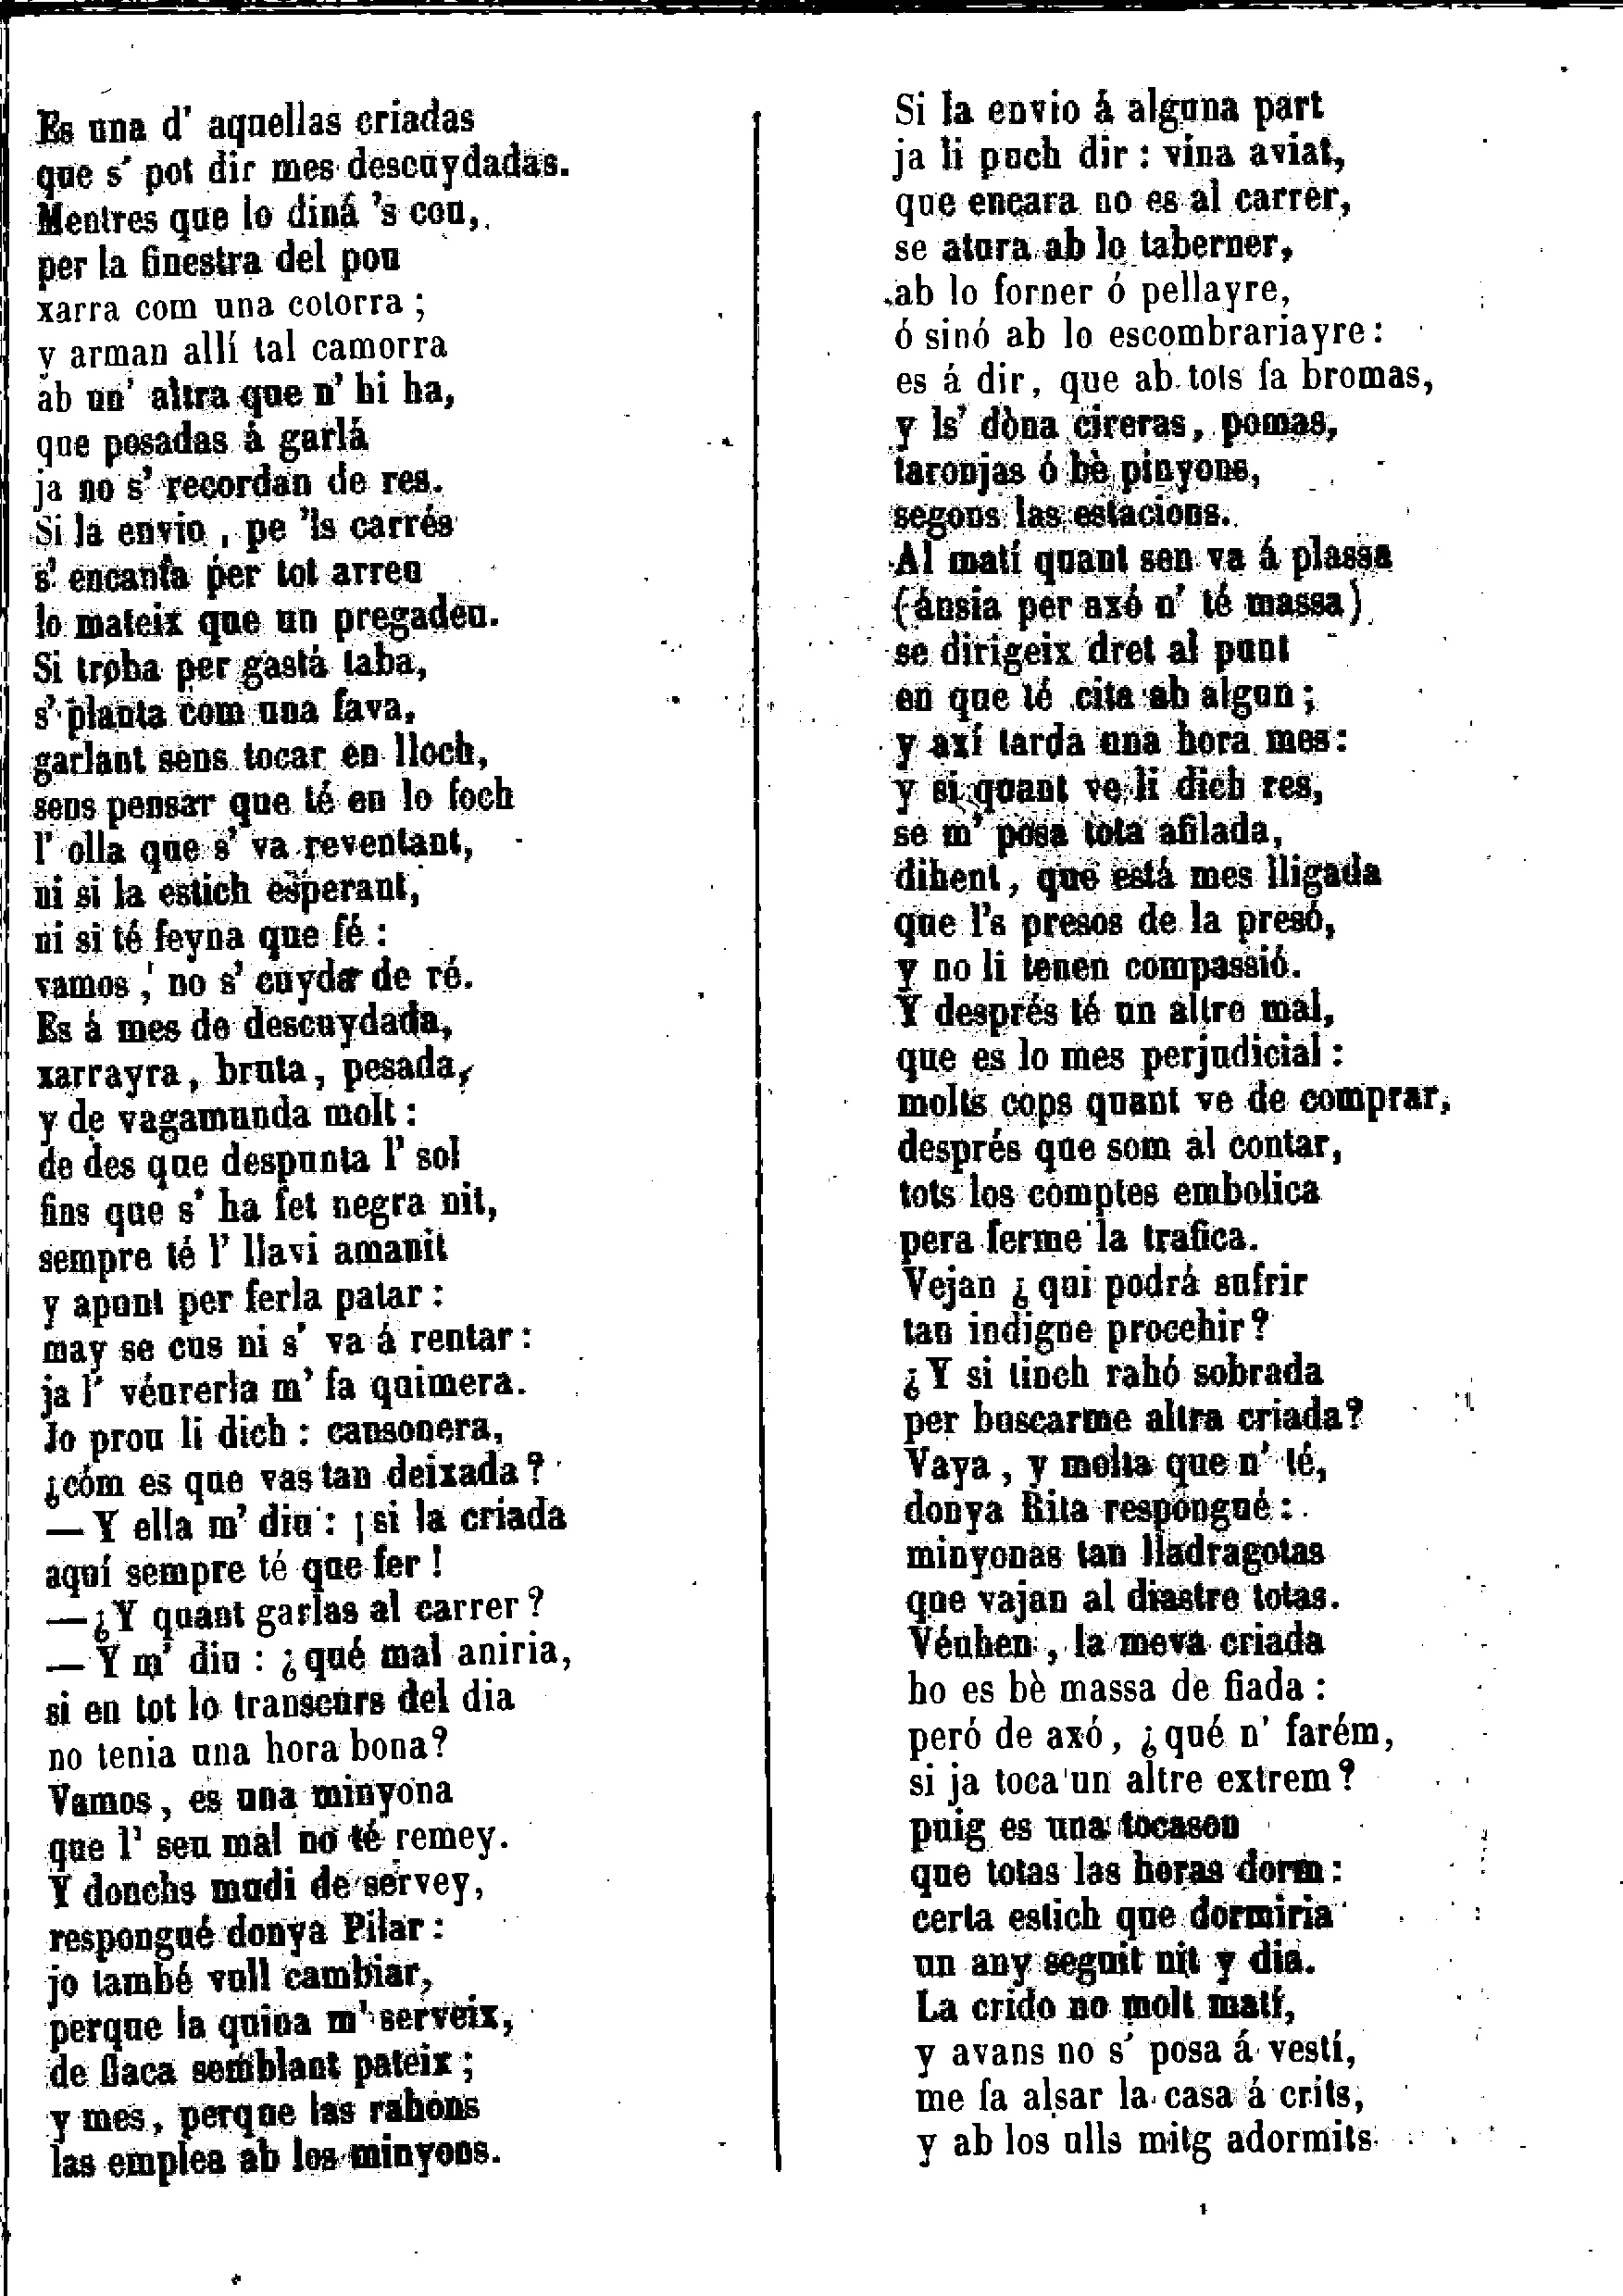 Es una d' aquellas criadas
que s' pot dir mes descuydadas.
Mentres que lo diná 's cou,
per la finestra del pou
xarra com una cotorra;
y arman allí tal camorra
ab un' altra que n' hi ha,
que posadas á garlá
ja no s' recordan de res.
Si la envio, pe 'ls carrés
s' encanta per tot arreu
lo mateix que un pregadeu.
Si troba per gastá taba,
s' planta com una fava,
garlant sens tocar en lloch,
sens pensar que té en lo foch
l' olla que s' va reventant,
ni si la estich esperant,
ni si té feyna que fé:
vamos, no s' cuyda de ré.
Es á mes de descuydada,
xarrayra, bruta, pesada,
y de vagamunda molt:
de des que despunta l' sol
fins que s' ha fet negra nit,
sempre té l' llavi amanit
y apunt per ferla patar:
may se cus ni s' va á rentar:
ja l' véurerla m' fa quimera.
Jo prou li dich: cansonera,
¿cóm es que vas tan deixada?
— Y ella m' diu: ¡si la criada
aquí sempre té que fer!
—¿Y quant garlas al carrer?
— Y m' diu: ¿qué mal aniria,
si en tot lo transcurs del dia
no tenia una hora bona?
Vamos, es una minyona
que l' seu mal no té remey.
Y donchs mudi de servey,
respongué donya Pilar:
jo també vull cambiar,
perque la quina m' serveix,
de flaca semblant pateix;
y mes, perque las rahons
las emplea ab los minyons.
Si la envio á alguna part
ja li puch dir: vina aviat,
que encara no es al carrer,
se atura ab lo taberner,
ab lo forner ó pellayre,
ó sinó ab lo escombrariayre:
es á dir, que ab tots fa bromas,
y ls' dòna cireras, pomas,
taronjas ó bè pinyons,
segons las estacions.
Al matí quant sen va á plassa
(ánsia per axó n' té massa)
se dirigeix dret al punt
en que té cita ab algun;
y axí tarda una hora mes:
y si quant ve li dich res,
se m' posa tota afilada,
dihent, que está mes lligada
que l's presos de la presó,
y no li tenen compassió.
Y després té un altre mal,
que es lo mes perjudicial:
molts cops quant ve de comprar,
després que som al contar,
tots los comptes embolica
pera ferme la trafica.
Vejan ¿qui podrá sufrir
tan indigne procehir?
¿Y si tinch rahó sobrada
per buscarme altra criada?
Vaya, y molta que n' té,
donya Rita respongué:
minyonas tan lladragotas
que vajan al diastre totas.
Vénhen, la meva criada
ho es bè massa de fiada:
peró de axó, ¿qué n' farém,
si ja toca un altre extrem?
puig es una tocason
que totas las horas dorm:
certa estich que dormiria
un any seguit nit y dia.
La crido no molt matí,
y avans no s' posa á vestí,
me fa alsar la casa á crits,
y ab los ulls mitg adormits